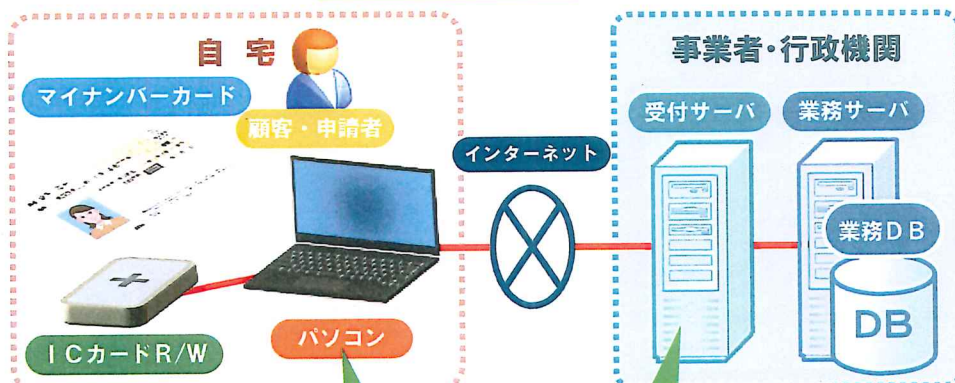 自宅
マイナンバーカード
顧客・申請者
ICカードR/W
パソコン
インターネット
事業者・行政機関
受付サーバ
業務サーバ
業務DB
DB